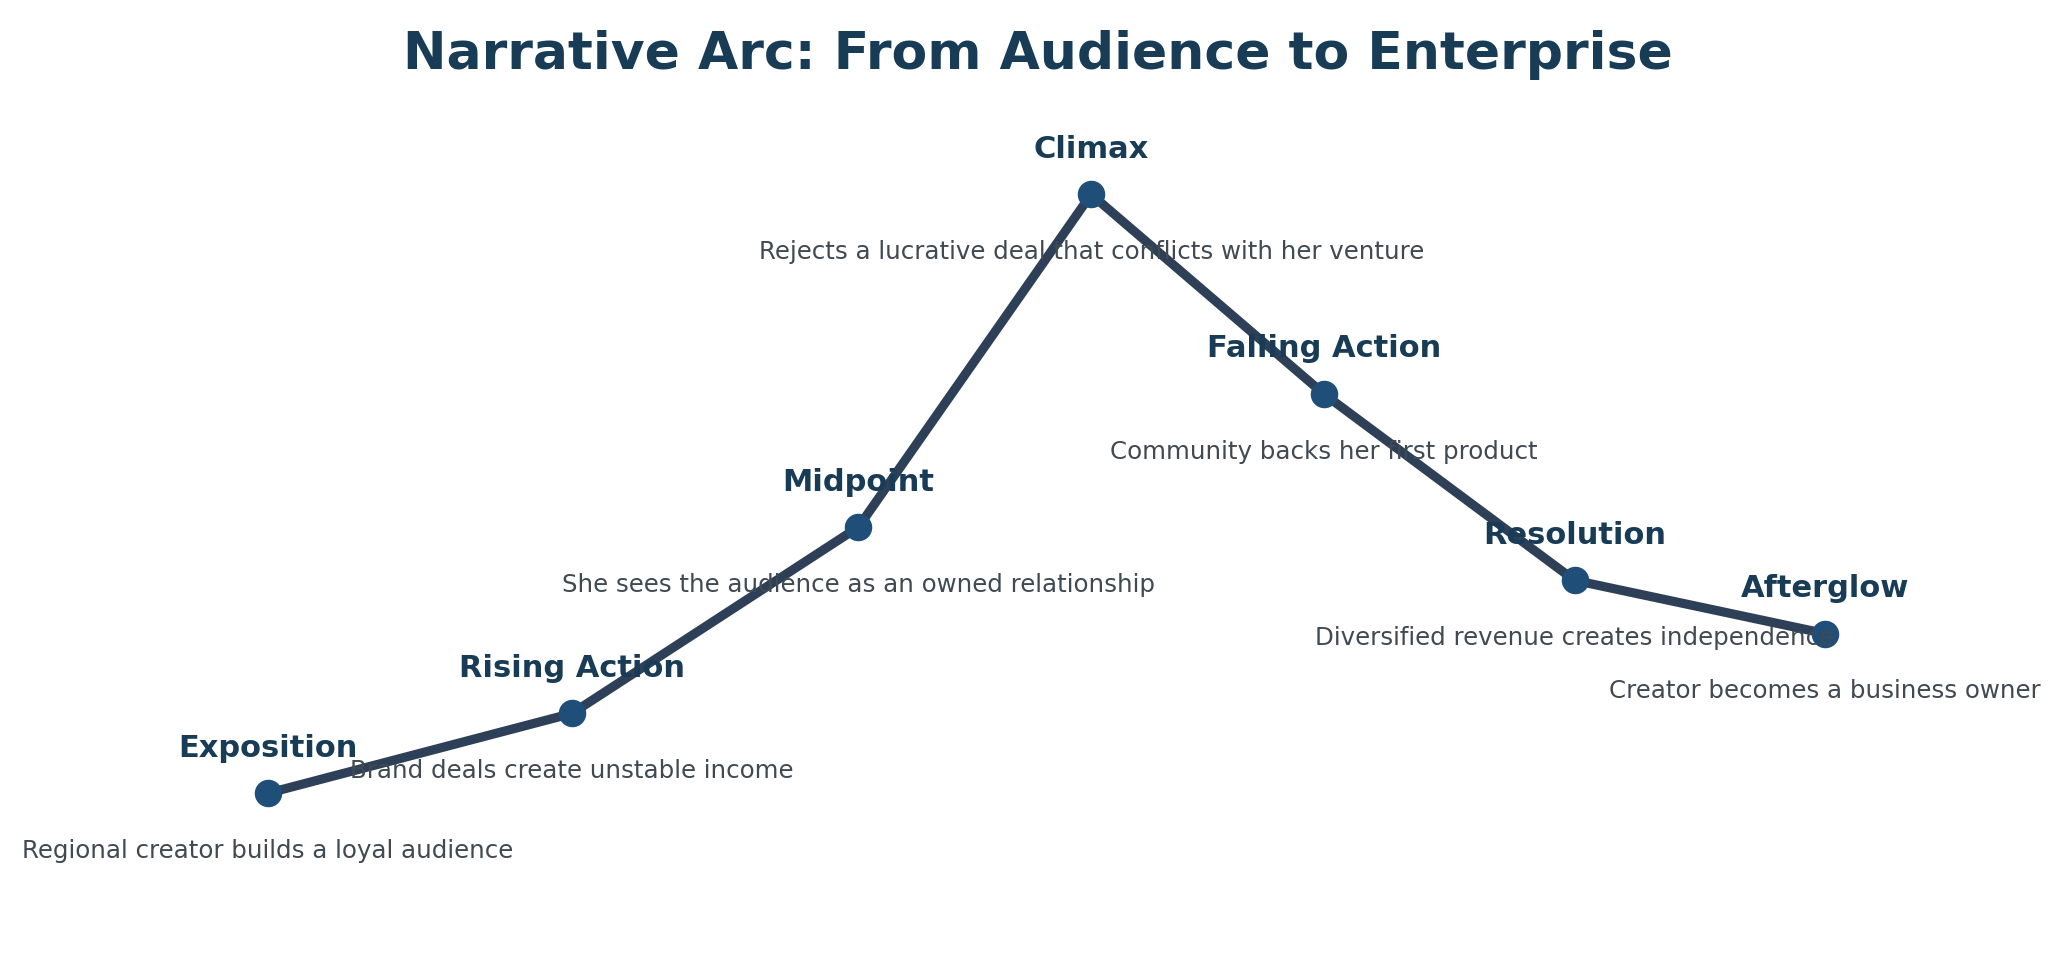 Narrative Arc: From Audience to Enterprise
Exposition
Regional creator builds a loyal audience
Rising Action
Brand deals create unstable income
Midpoint
She sees the audience as an owned relationship
Climax
Rejects a lucrative deal that conflicts with her venture
Falling Action
Community backs her first product
Resolution
Diversified revenue creates independence
Afterglow
Creator becomes a business owner